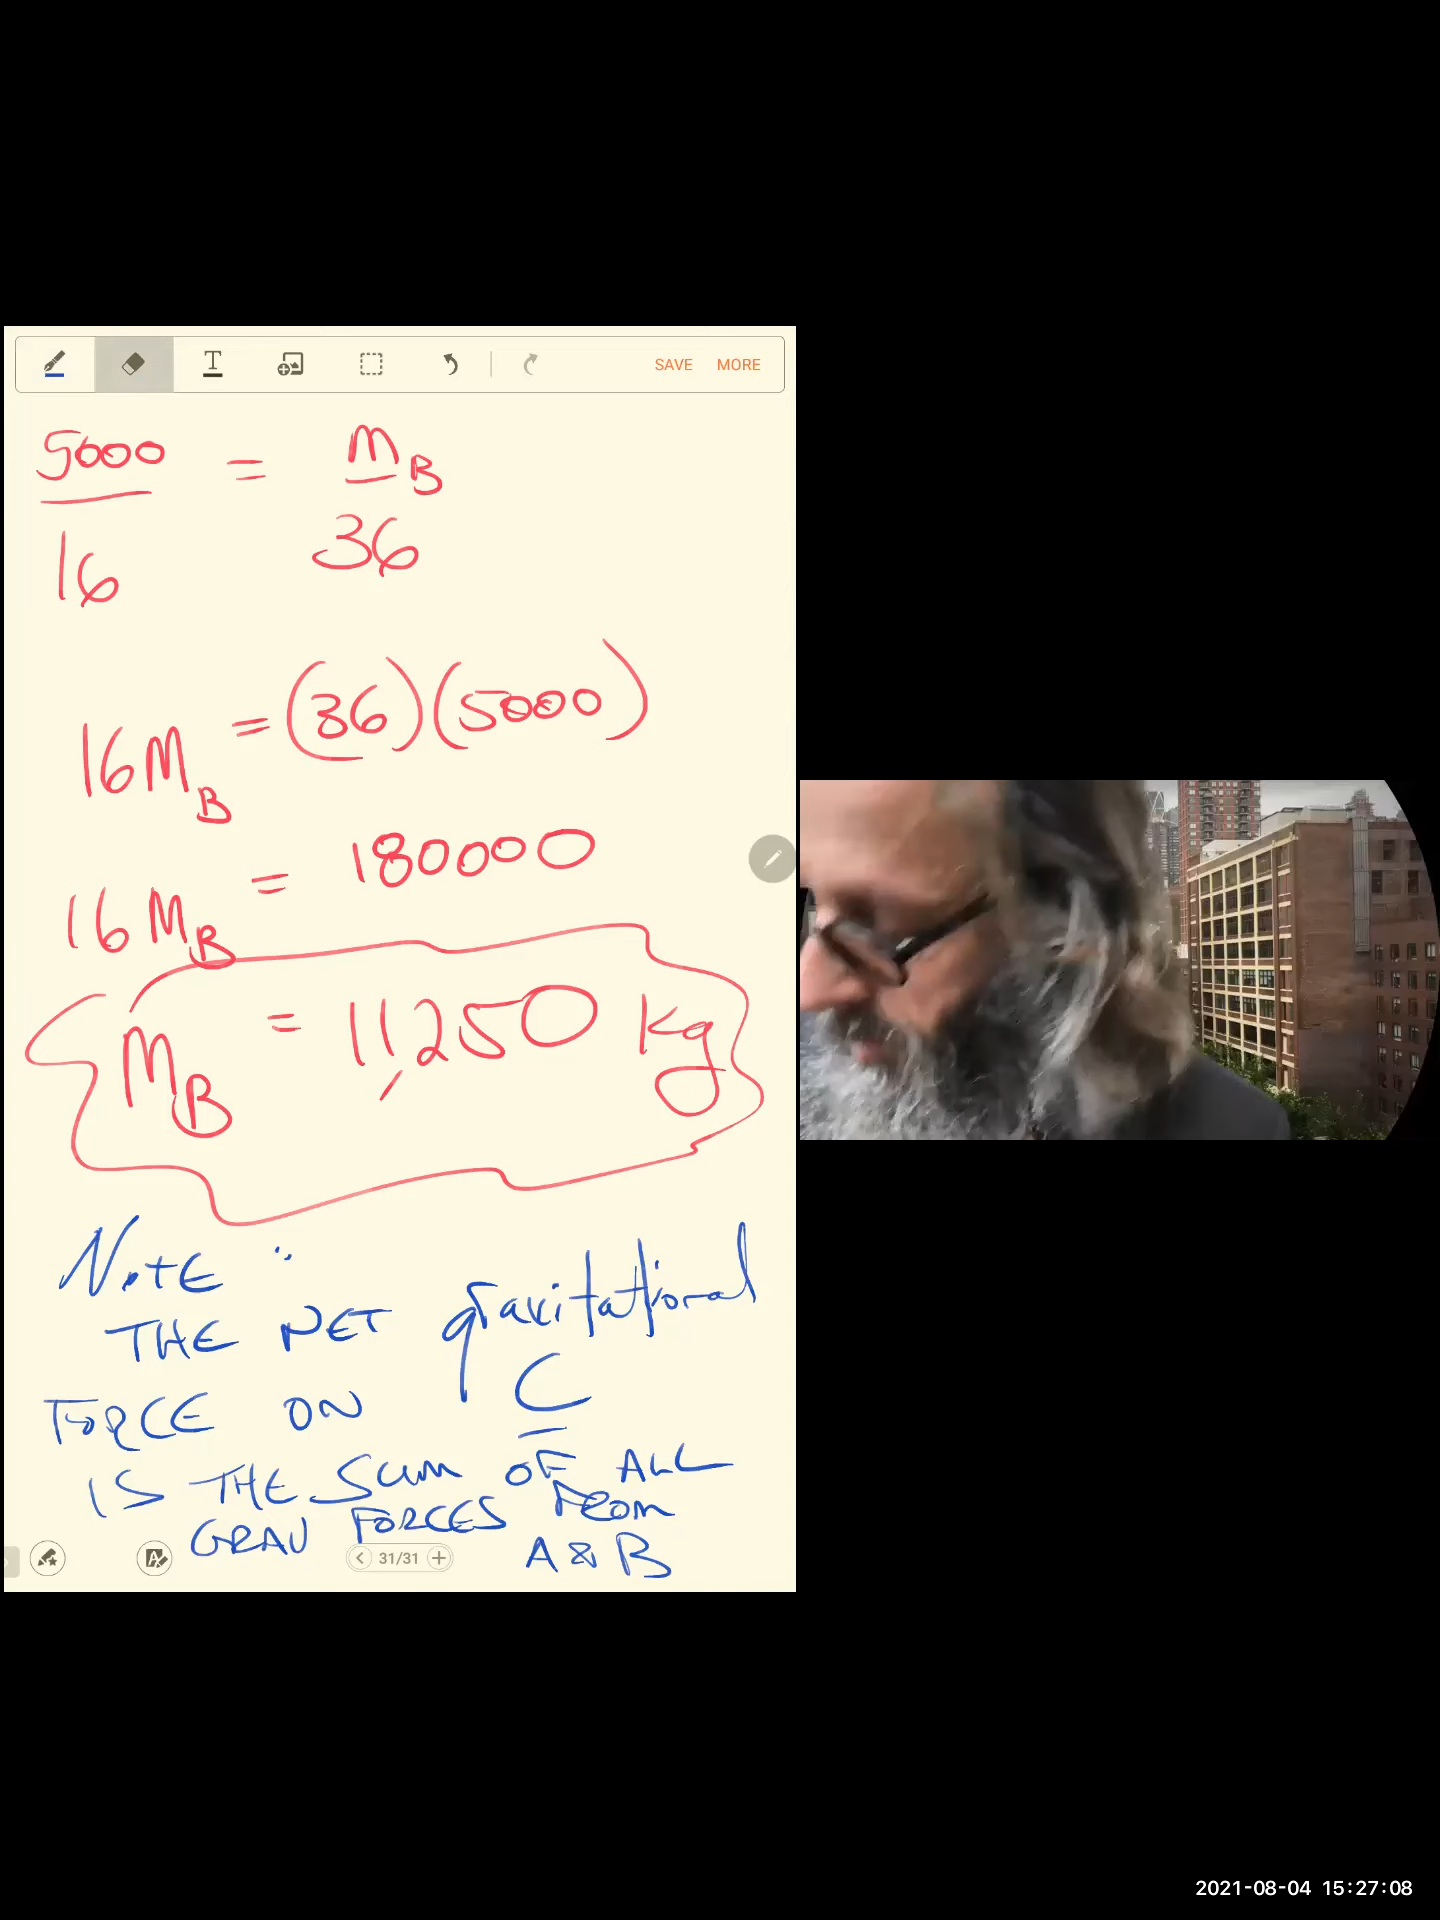 SAVE MORE
5000 = MB
16 36
16MB = (36)(5000)
16MB = 180000
MB = 11,250 kg
NOTE :
THE NET gravitational
FORCE ON C
IS THE SUM OF ALL
GRAV FORCES FROM
A & B
31/31
2021-08-04 15:27:08